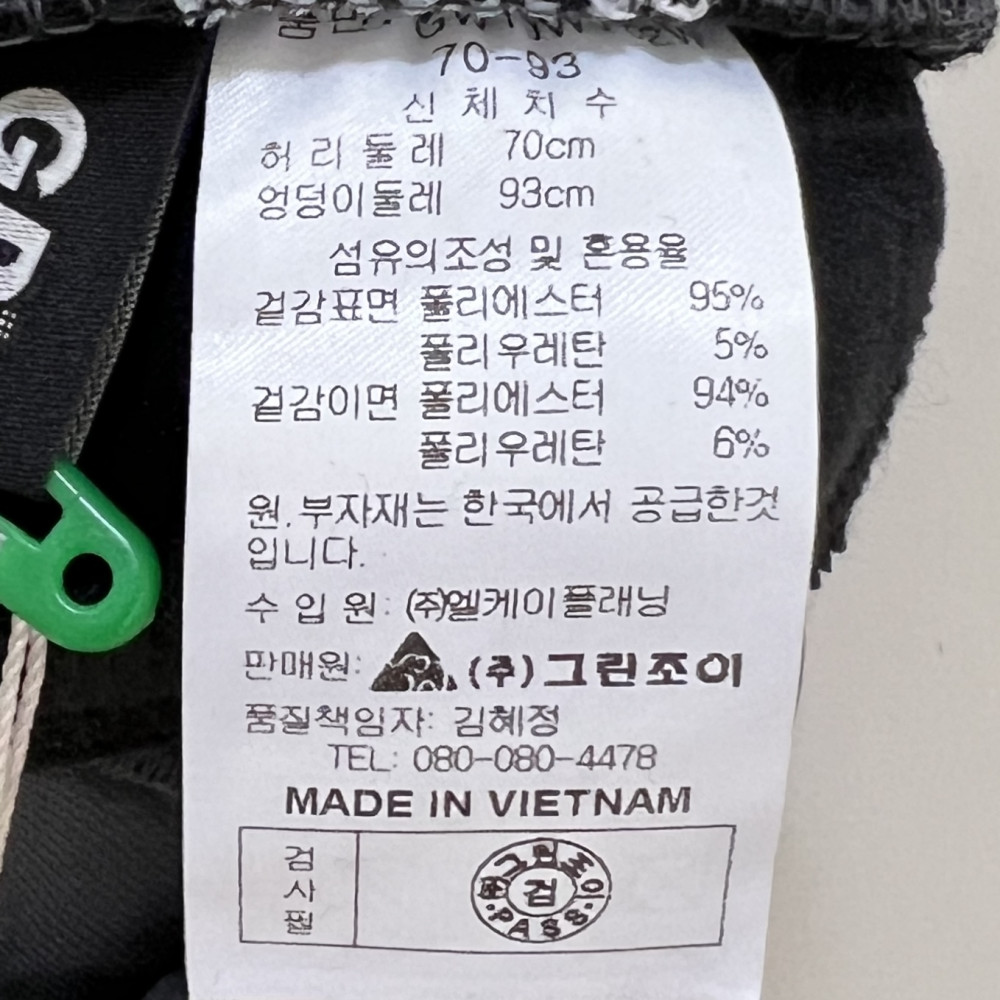 70-93
신 체 치 수
허 리 둘 레 70cm
엉덩이둘레 93cm
섬유의조성 및 혼용율
겉감표면 폴리에스터 95%
폴리우레탄 5%
겉감이면 폴리에스터 94%
폴리우레탄 6%
원.부자재는 한국에서 공급한것
입니다.
수 입 원: (주)엘케이플래닝
판매원: (주)그린조이
품질책임자: 김혜정
TEL: 080-080-4478
MADE IN VIETNAM
검
사
필
그린조이
검
PASS